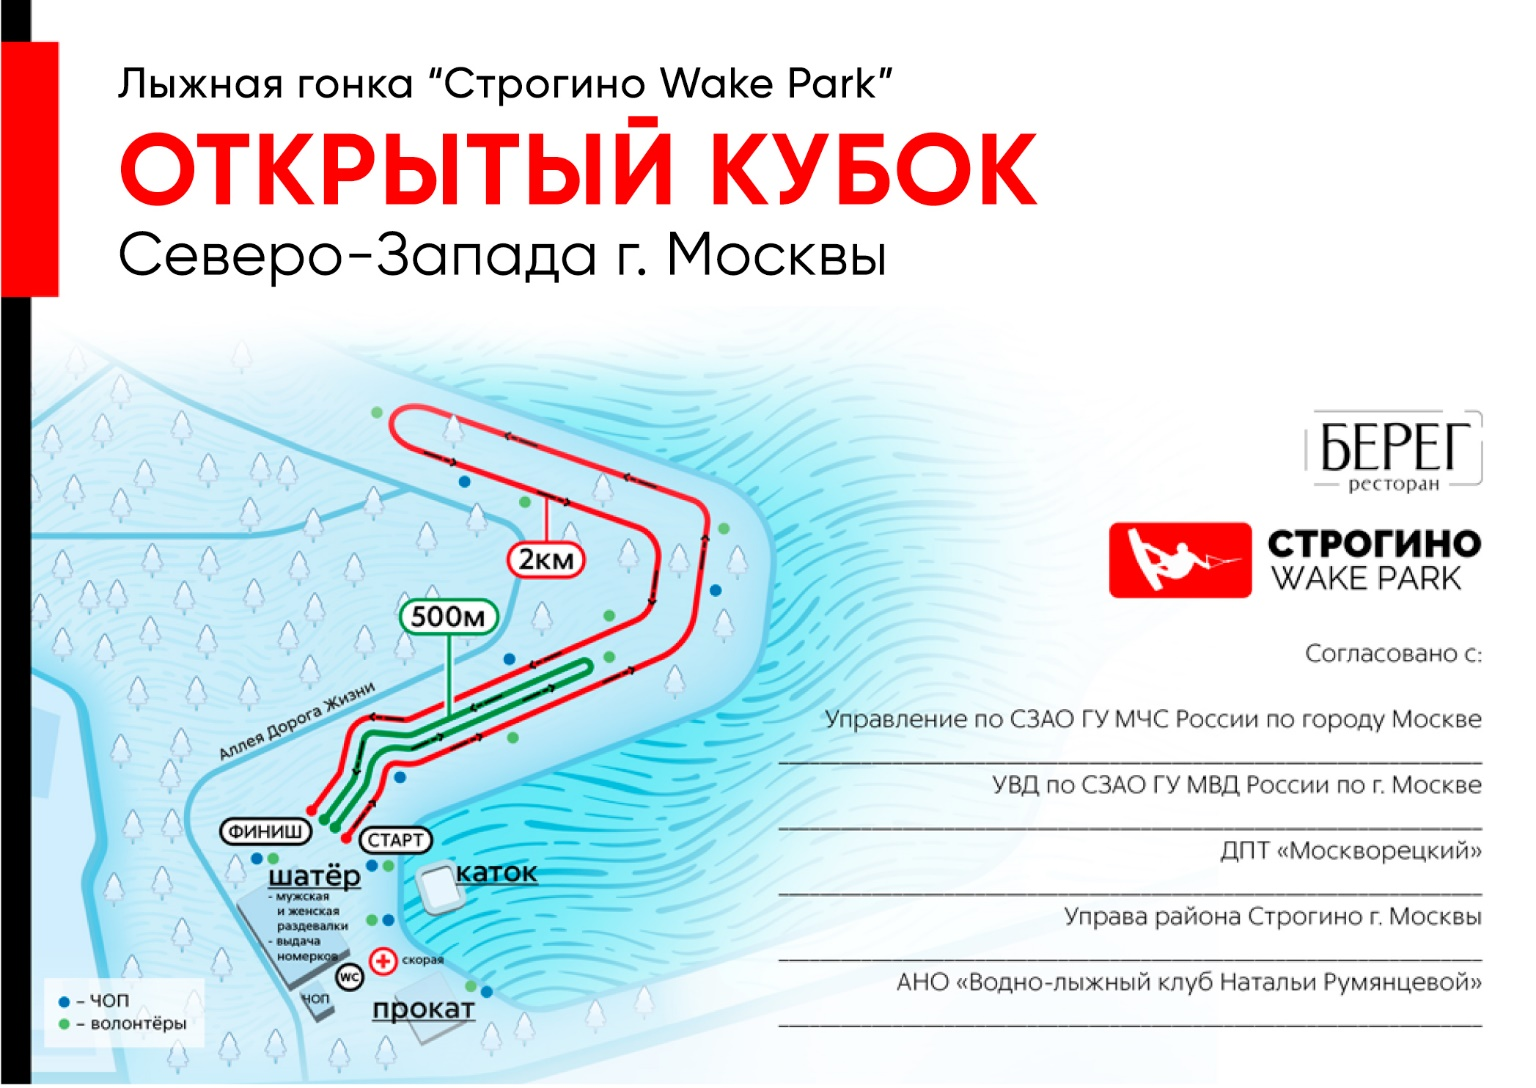 Лыжная гонка “Строгино Wake Park”
ОТКРЫТЫЙ КУБОК
Северо-Запада г. Москвы
БЕРЕГ
ресторан
СТРОГИНО
WAKE PARK
2км
500м
Аллея Дорога Жизни
ФИНИШ
СТАРТ
шатёр
- мужская
и женская
раздевалки
- выдача
номерков
каток
WC
скорая
ЧОП
прокат
– ЧОП
– волонтёры
Согласовано с:
Управление по СЗАО ГУ МЧС России по городу Москве
УВД по СЗАО ГУ МВД России по г. Москве
ДПТ «Москворецкий»
Управа района Строгино г. Москвы
АНО «Водно-лыжный клуб Натальи Румянцевой»